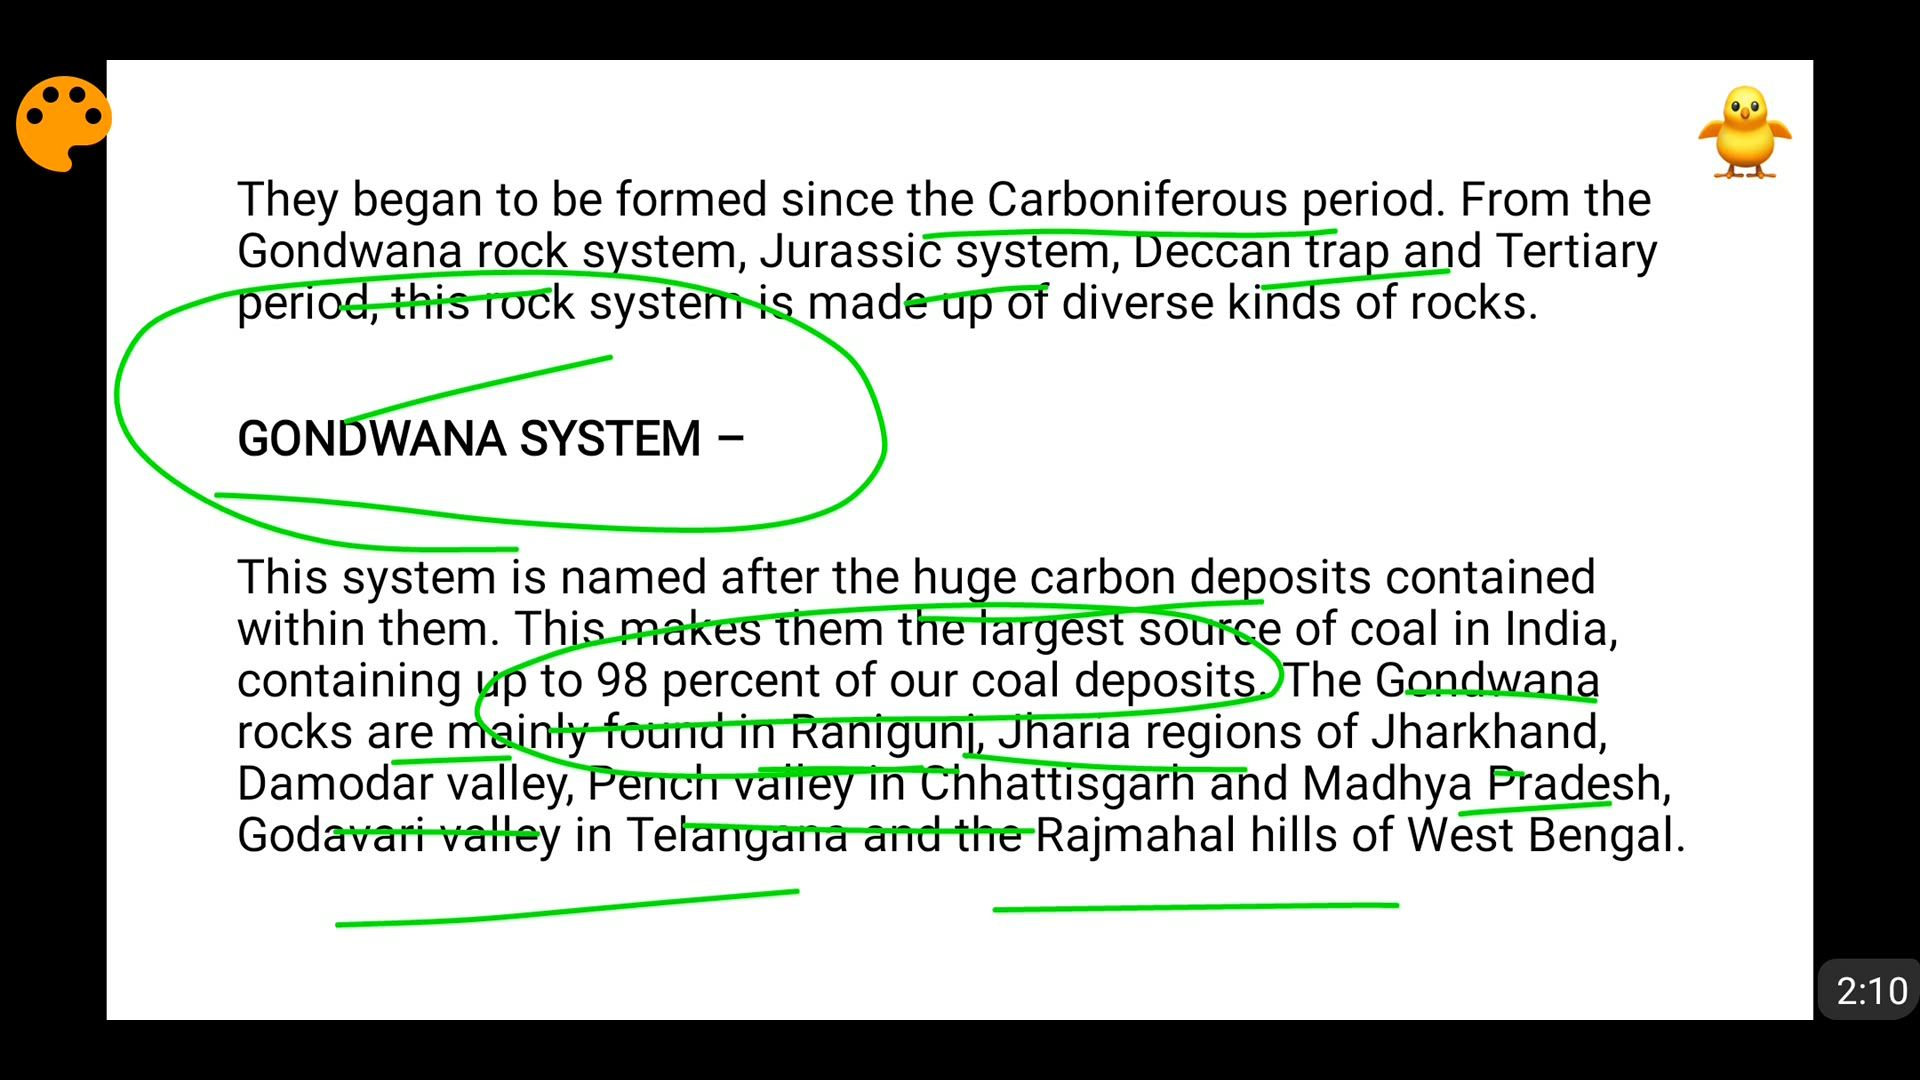 They began to be formed since the Carboniferous period. From the
Gondwana rock system, Jurassic system, Deccan trap and Tertiary
period, this rock system is made up of diverse kinds of rocks.
GONDWANA SYSTEM –
This system is named after the huge carbon deposits contained
within them. This makes them the largest source of coal in India,
containing up to 98 percent of our coal deposits. The Gondwana
rocks are mainly found in Ranigunj, Jharia regions of Jharkhand,
Damodar valley, Pench valley in Chhattisgarh and Madhya Pradesh,
Godavari valley in Telangana and the Rajmahal hills of West Bengal.
2:10